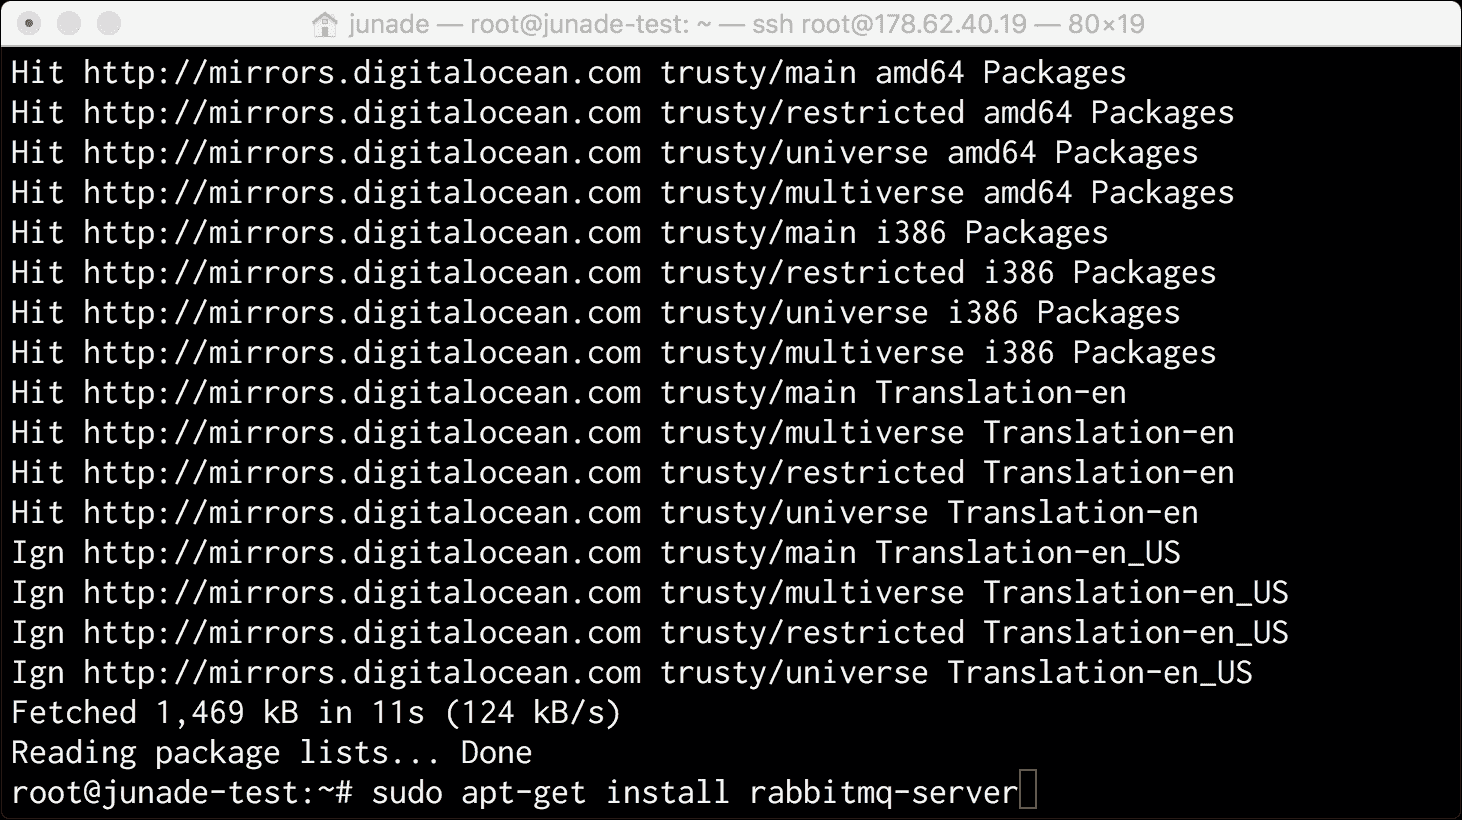 junade — root@junade-test: ~ — ssh root@178.62.40.19 — 80×19
Hit http://mirrors.digitalocean.com trusty/main amd64 Packages
Hit http://mirrors.digitalocean.com trusty/restricted amd64 Packages
Hit http://mirrors.digitalocean.com trusty/universe amd64 Packages
Hit http://mirrors.digitalocean.com trusty/multiverse amd64 Packages
Hit http://mirrors.digitalocean.com trusty/main i386 Packages
Hit http://mirrors.digitalocean.com trusty/restricted i386 Packages
Hit http://mirrors.digitalocean.com trusty/universe i386 Packages
Hit http://mirrors.digitalocean.com trusty/multiverse i386 Packages
Hit http://mirrors.digitalocean.com trusty/main Translation-en
Hit http://mirrors.digitalocean.com trusty/multiverse Translation-en
Hit http://mirrors.digitalocean.com trusty/restricted Translation-en
Hit http://mirrors.digitalocean.com trusty/universe Translation-en
Ign http://mirrors.digitalocean.com trusty/main Translation-en_US
Ign http://mirrors.digitalocean.com trusty/multiverse Translation-en_US
Ign http://mirrors.digitalocean.com trusty/restricted Translation-en_US
Ign http://mirrors.digitalocean.com trusty/universe Translation-en_US
Fetched 1,469 kB in 11s (124 kB/s)
Reading package lists... Done
root@junade-test:~# sudo apt-get install rabbitmq-server